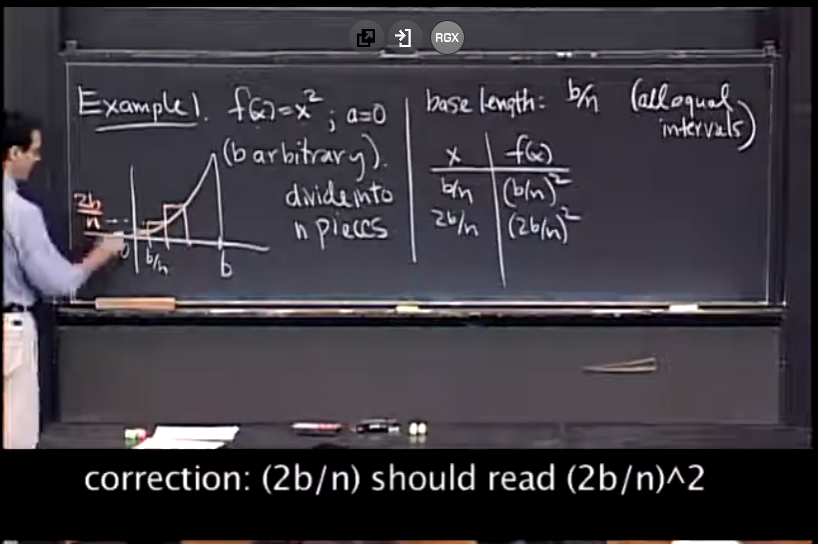 RGX
Example 1. f(x)=x²; a=0
(b arbitrary).
divide into
n pieces
2b/n
0 b/n b
base length: b/n (all equal
intervals)
x f(x)
b/n (b/n)²
2b/n (2b/n)²
correction: (2b/n) should read (2b/n)^2